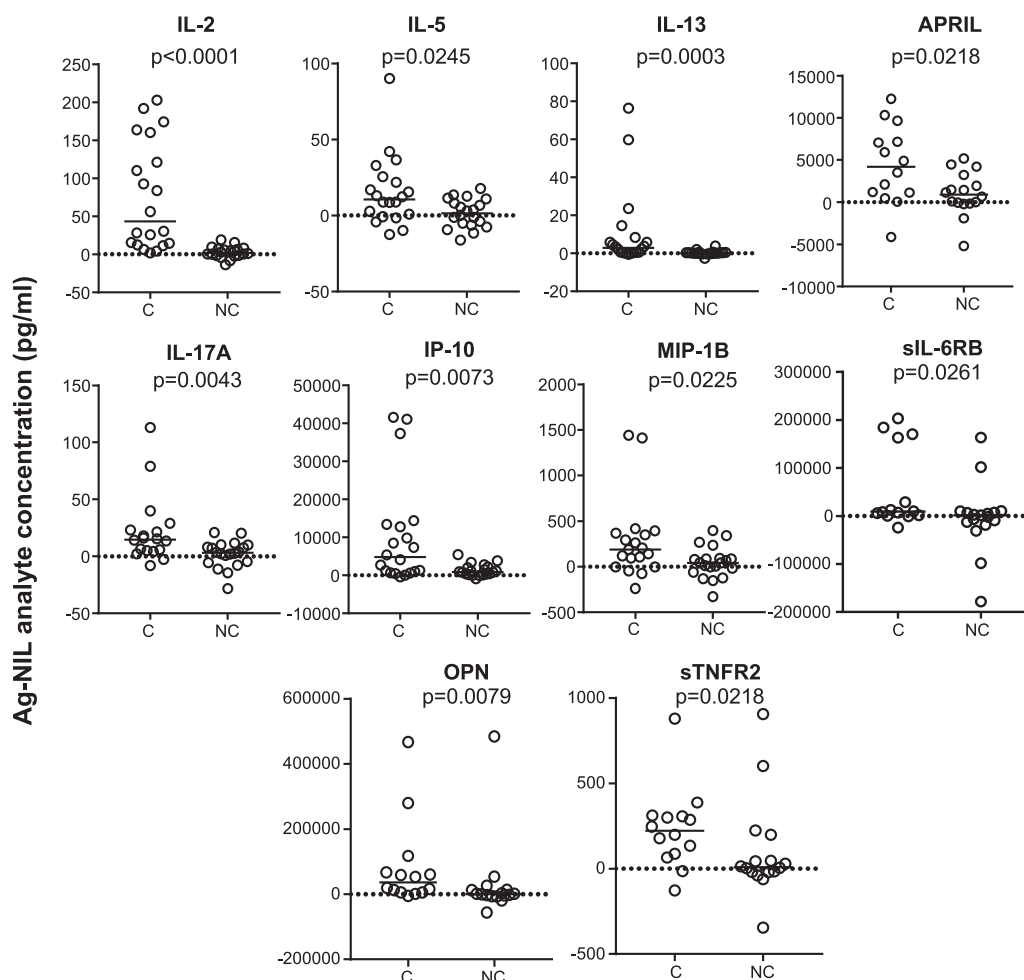 Ag-NIL analyte concentration (pg/ml)
IL-2
p<0.0001
250
200
150
100
50
0
-50
C NC
IL-5
p=0.0245
100
50
0
-50
C NC
IL-13
p=0.0003
100
80
60
40
20
0
20
C NC
APRIL
p=0.0218
15000
10000
5000
0
-5000
-10000
C NC
IL-17A
p=0.0043
150
100
50
0
-50
C NC
IP-10
p=0.0073
50000
40000
30000
20000
10000
0
-10000
C NC
MIP-1B
p=0.0225
2000
1500
1000
500
0
-500
C NC
sIL-6RB
p=0.0261
300000
200000
100000
0
-100000
-200000
C NC
OPN
p=0.0079
600000
400000
200000
0
-200000
C NC
sTNFR2
p=0.0218
1000
500
0
-500
C NC